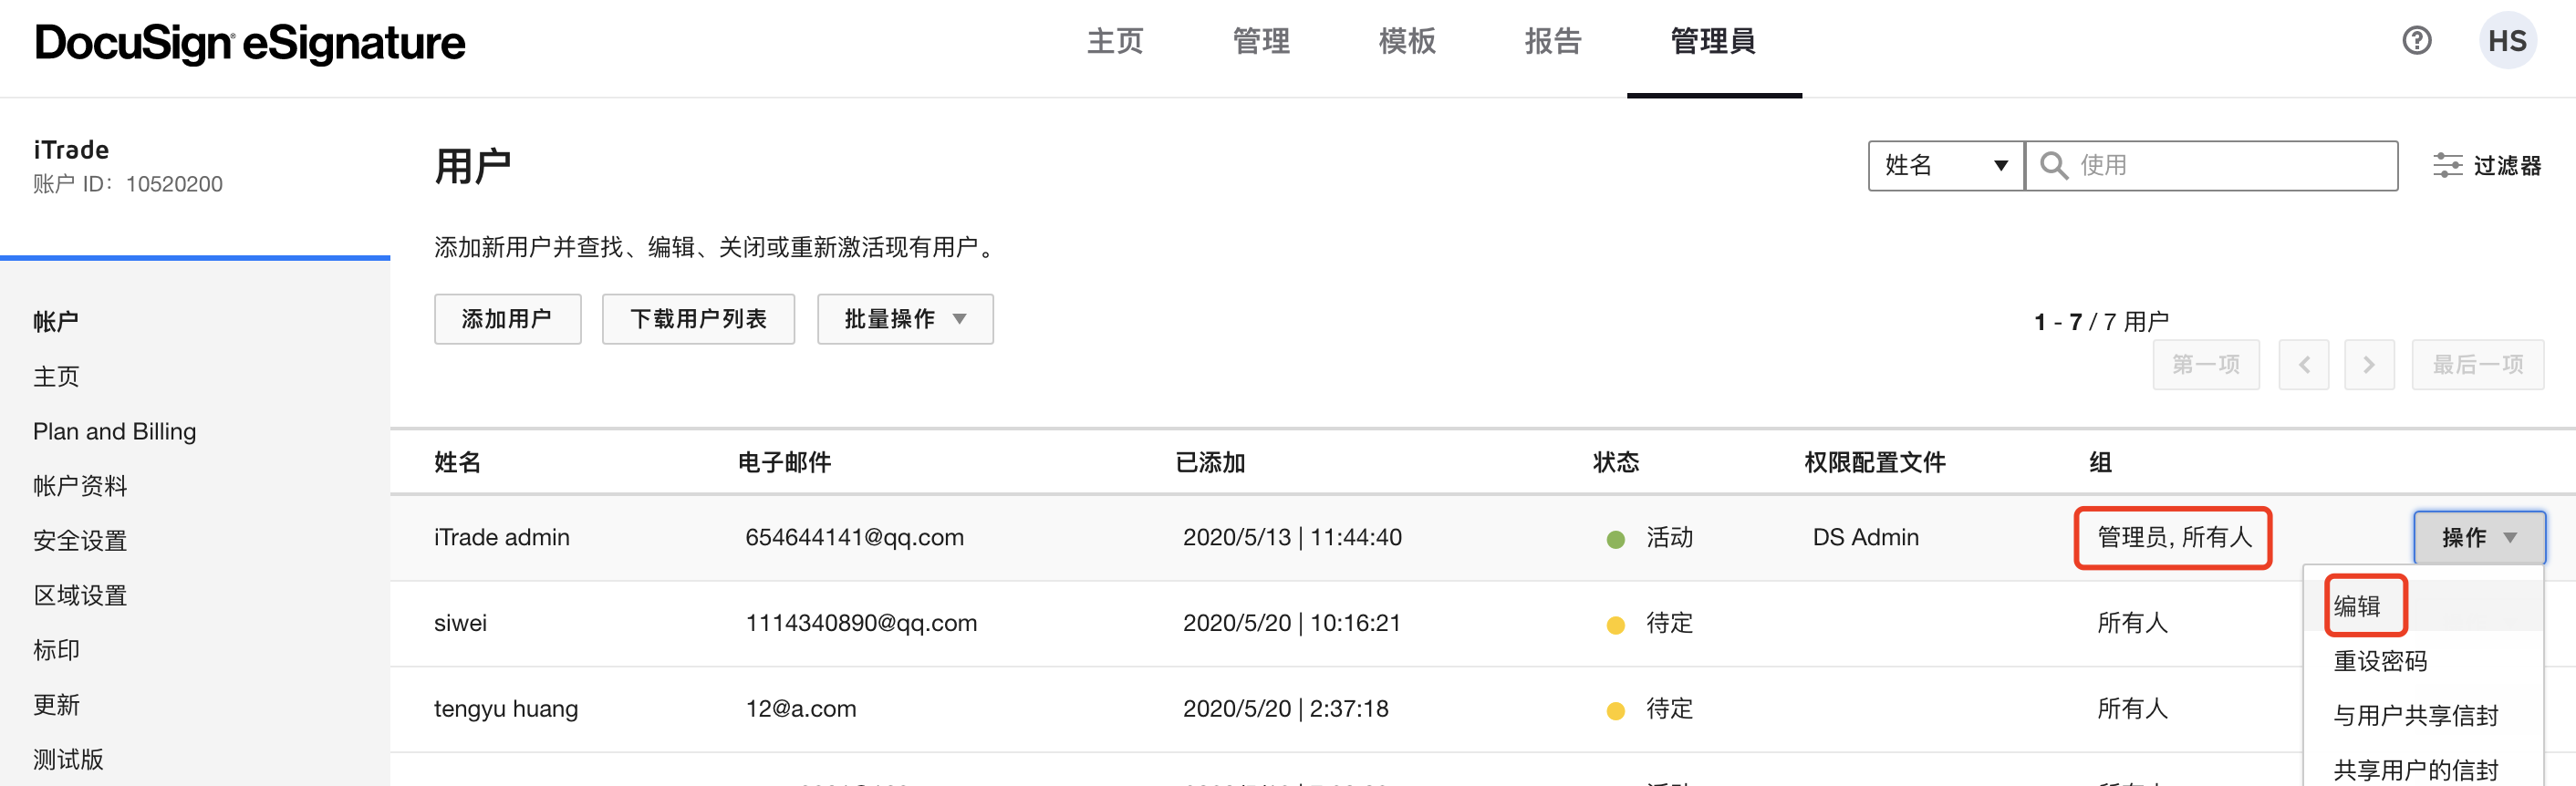 DocuSign® eSignature
主页 管理 模板 报告 管理員 HS
iTrade
账户 ID：10520200
用户
姓名 使用 过滤器
添加新用户并查找、编辑、关闭或重新激活现有用户。
添加用户 下载用户列表 批量操作
1 - 7 / 7 用户
第一项 最后一项
帐户
主页
Plan and Billing
帐户资料
安全设置
区域设置
标印
更新
测试版
姓名 电子邮件 已添加 状态 权限配置文件 组
iTrade admin 654644141@qq.com 2020/5/13 | 11:44:40 活动 DS Admin 管理员, 所有人 操作
siwei 1114340890@qq.com 2020/5/20 | 10:16:21 待定 所有人
tengyu huang 12@a.com 2020/5/20 | 2:37:18 待定 所有人
编辑
重设密码
与用户共享信封
共享用户的信封